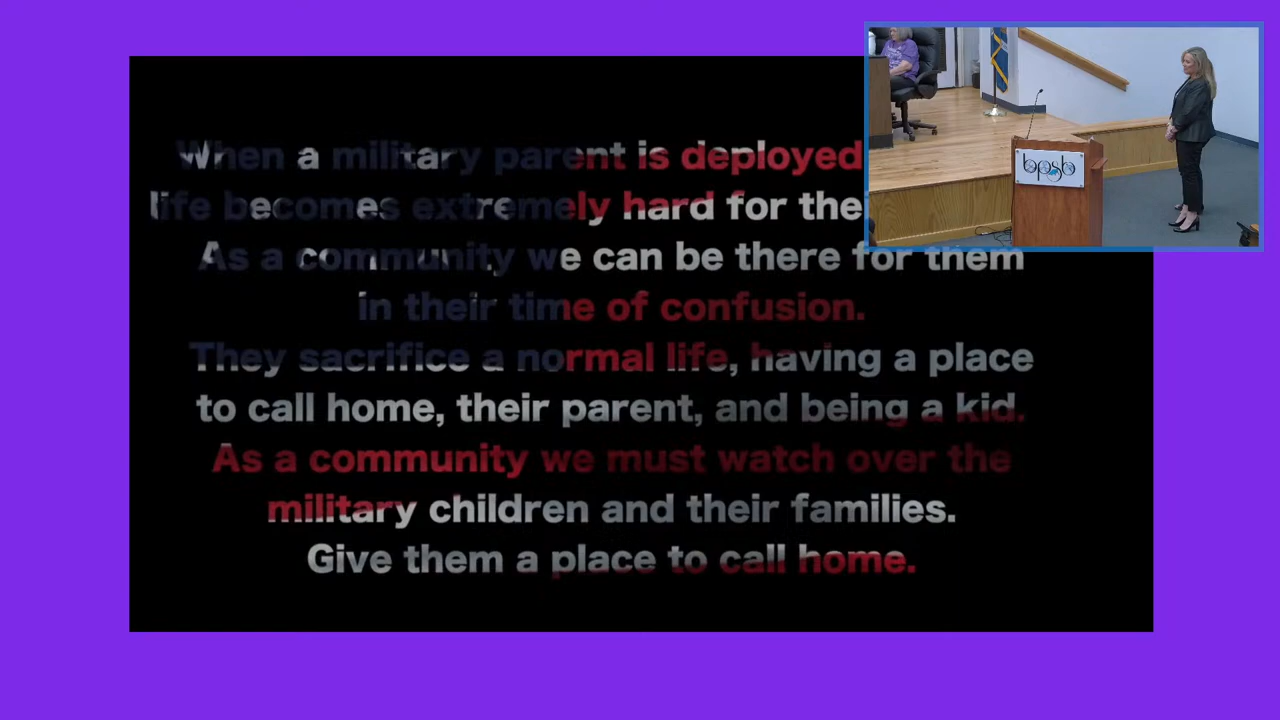 When a military parent is deployed
life becomes extremely hard for
As a community we can be there for them
in their time of confusion.
They sacrifice a normal life, having a place
to call home, their parent, and being a kid.
As a community we must watch over the
military children and their families.
Give them a place to call home.
bpsb